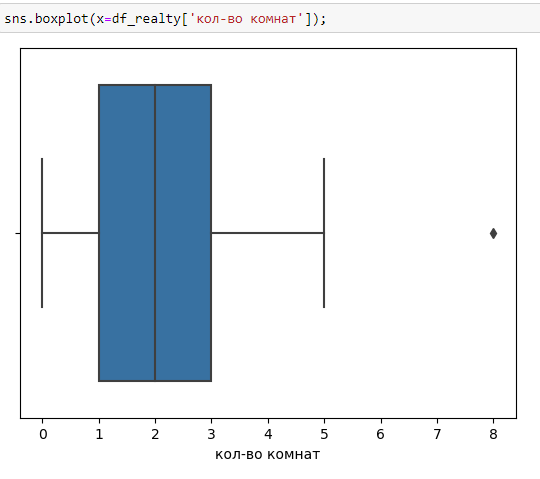 sns.boxplot(x=df_realty['кол-во комнат']);
0 1 2 3 4 5 6 7 8
кол-во комнат